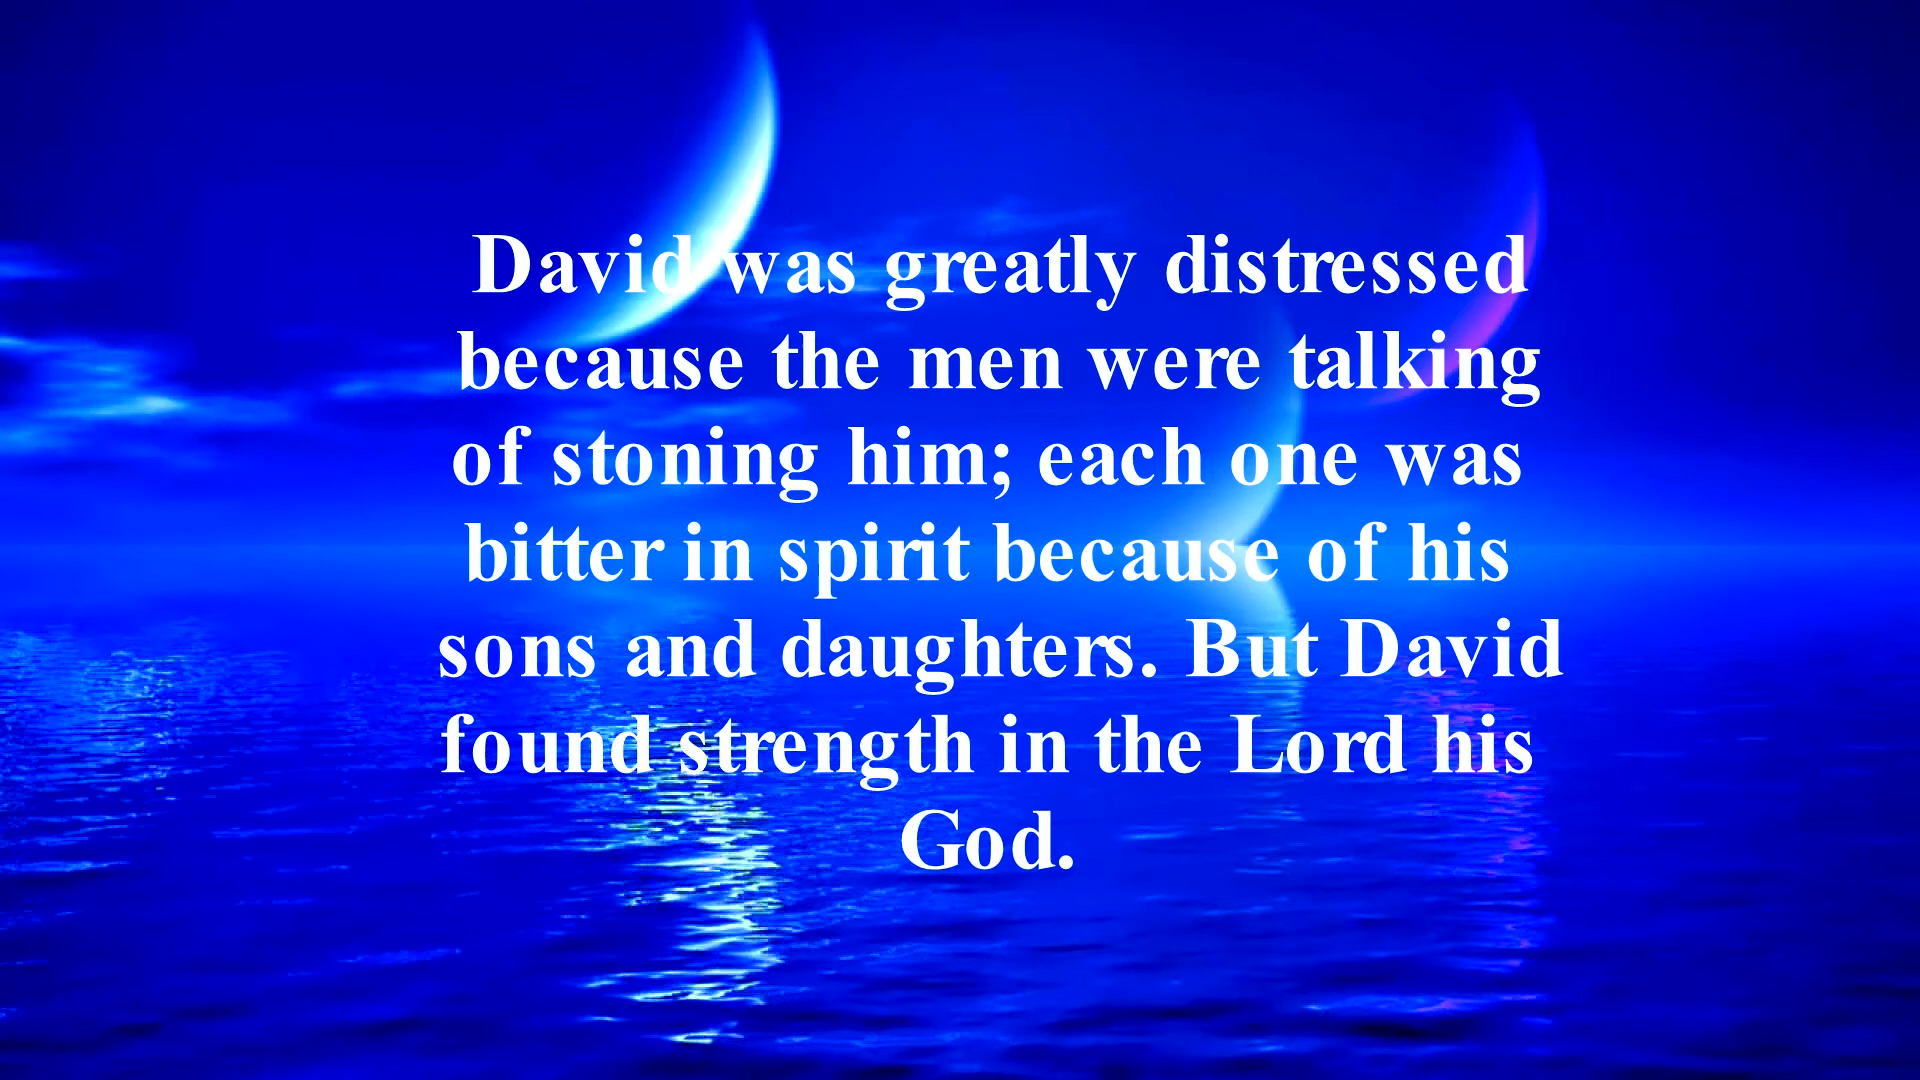 David was greatly distressed
because the men were talking
of stoning him; each one was
bitter in spirit because of his
sons and daughters. But David
found strength in the Lord his
God.